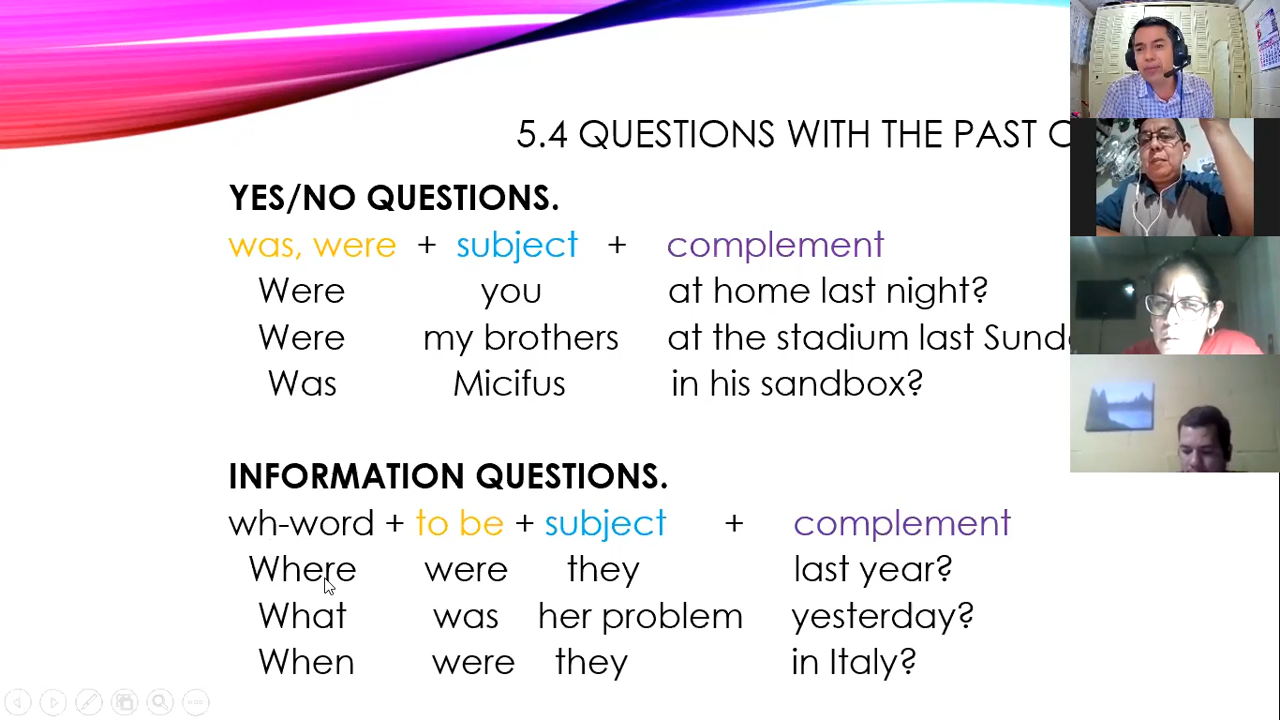 5.4 QUESTIONS WITH THE PAST
YES/NO QUESTIONS.
was, were + subject + complement
Were you at home last night?
Were my brothers at the stadium last
Was Micifus in his sandbox?
INFORMATION QUESTIONS.
wh-word + to be + subject + complement
Where were they last year?
What was her problem yesterday?
When were they in Italy?